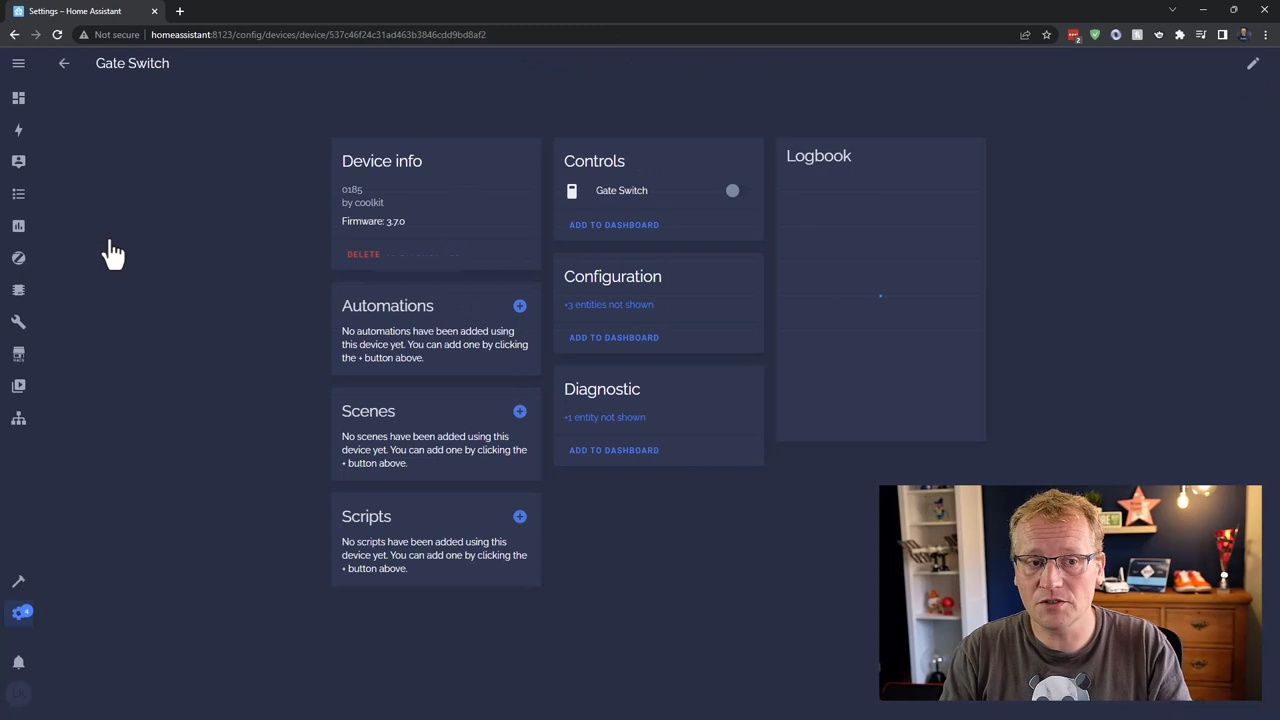 Settings – Home Assistant
Not secure
homeassistant:8123/config/devices/device/537c46f24c31ad463b3846cdd9bd8af2
2
Gate Switch
Device info
0185
by coolkit
Firmware: 3.7.0
DELETE
Automations
No automations have been added using
this device yet. You can add one by clicking
the + button above.
Scenes
No scenes have been added using this
device yet. You can add one by clicking the
+ button above.
Scripts
No scripts have been added using this
device yet. You can add one by clicking the
+ button above.
Controls
Gate Switch
ADD TO DASHBOARD
Configuration
+3 entities not shown
ADD TO DASHBOARD
Diagnostic
+1 entity not shown
ADD TO DASHBOARD
Logbook
HACS
4